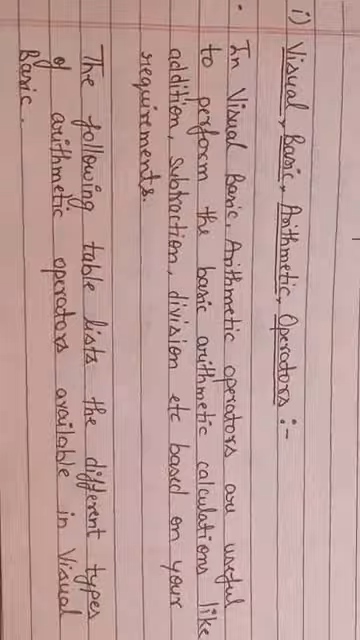 i) Visual Basic Arithmetic Operators :-
• In Visual Basic, Arithmetic operators are useful
to perform the basic arithmetic calculations like
addition, subtraction, division etc based on your
requirements.
The following table lists the different types
of arithmetic operators available in Visual
Basic.